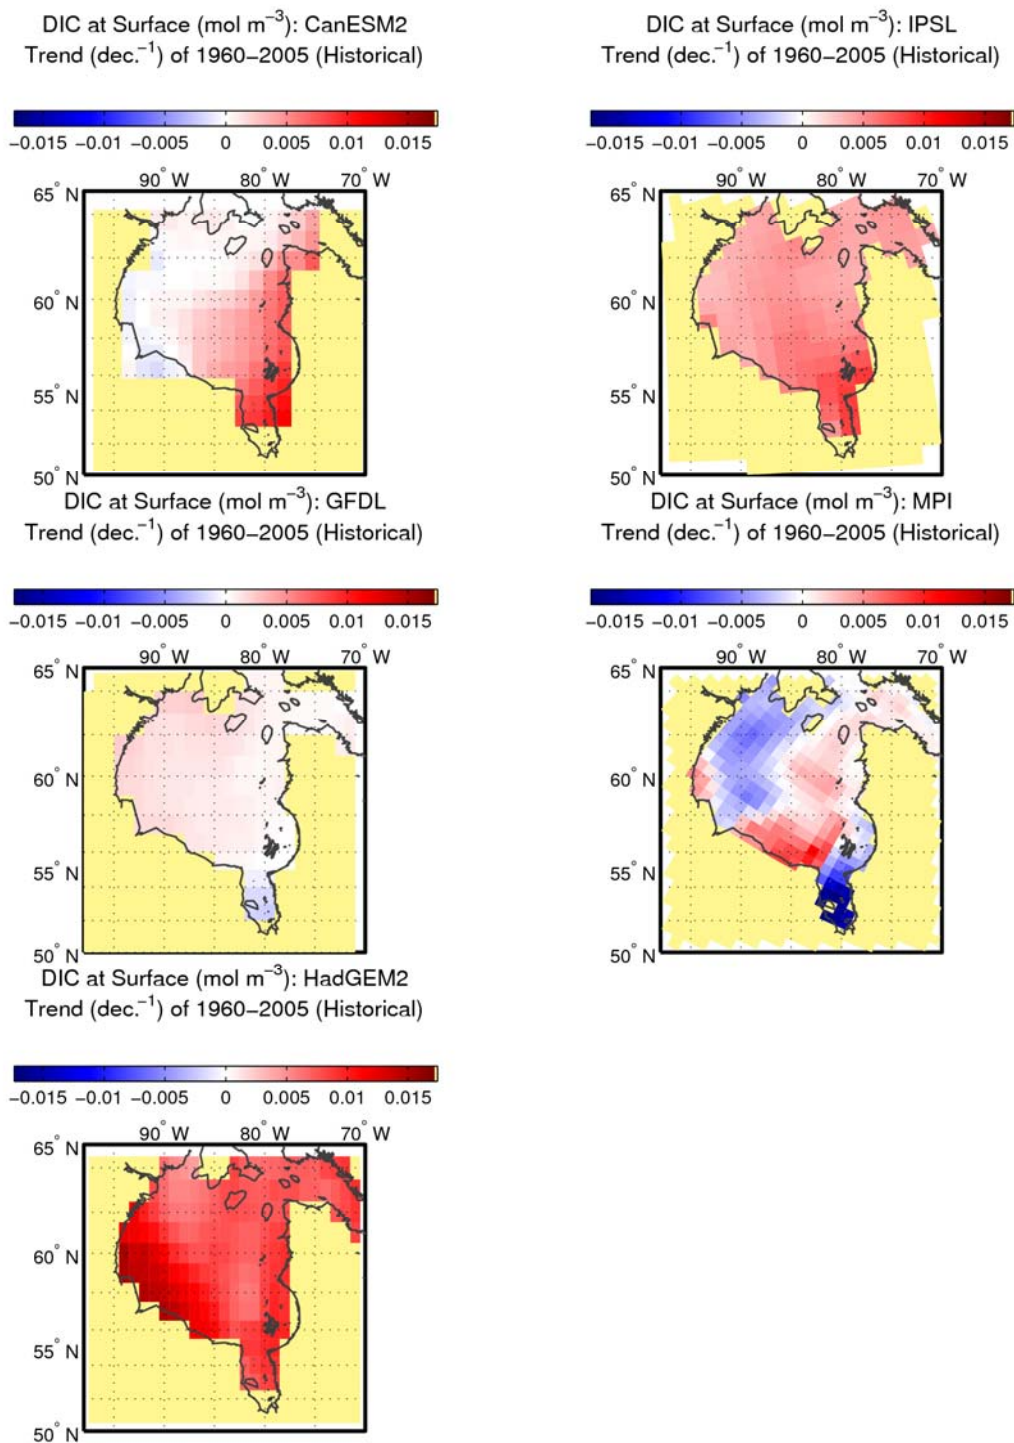 DIC at Surface (mol m⁻³): CanESM2
Trend (dec.⁻¹) of 1960−2005 (Historical)
−0.015 −0.01 −0.005 0 0.005 0.01 0.015
90° W 80° W 70° W
65° N
60° N
55° N
50° N
DIC at Surface (mol m⁻³): IPSL
Trend (dec.⁻¹) of 1960−2005 (Historical)
−0.015 −0.01 −0.005 0 0.005 0.01 0.015
90° W 80° W 70° W
65° N
60° N
55° N
50° N
DIC at Surface (mol m⁻³): GFDL
Trend (dec.⁻¹) of 1960−2005 (Historical)
−0.015 −0.01 −0.005 0 0.005 0.01 0.015
90° W 80° W 70° W
65° N
60° N
55° N
50° N
DIC at Surface (mol m⁻³): MPI
Trend (dec.⁻¹) of 1960−2005 (Historical)
−0.015 −0.01 −0.005 0 0.005 0.01 0.015
90° W 80° W 70° W
65° N
60° N
55° N
50° N
DIC at Surface (mol m⁻³): HadGEM2
Trend (dec.⁻¹) of 1960−2005 (Historical)
−0.015 −0.01 −0.005 0 0.005 0.01 0.015
90° W 80° W 70° W
65° N
60° N
55° N
50° N